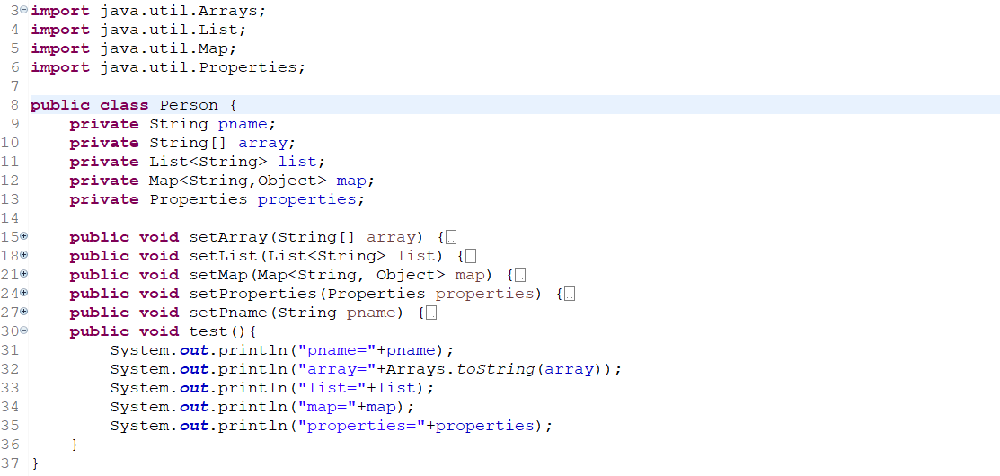 3 import java.util.Arrays;
4 import java.util.List;
5 import java.util.Map;
6 import java.util.Properties;
7
8 public class Person {
9     private String pname;
10     private String[] array;
11     private List<String> list;
12     private Map<String,Object> map;
13     private Properties properties;
14
15     public void setArray(String[] array) {..
18     public void setList(List<String> list) {..
21     public void setMap(Map<String, Object> map) {..
24     public void setProperties(Properties properties) {..
27     public void setPname(String pname) {..
30     public void test(){
31         System.out.println("pname="+pname);
32         System.out.println("array="+Arrays.toString(array));
33         System.out.println("list="+list);
34         System.out.println("map="+map);
35         System.out.println("properties="+properties);
36     }
37 }